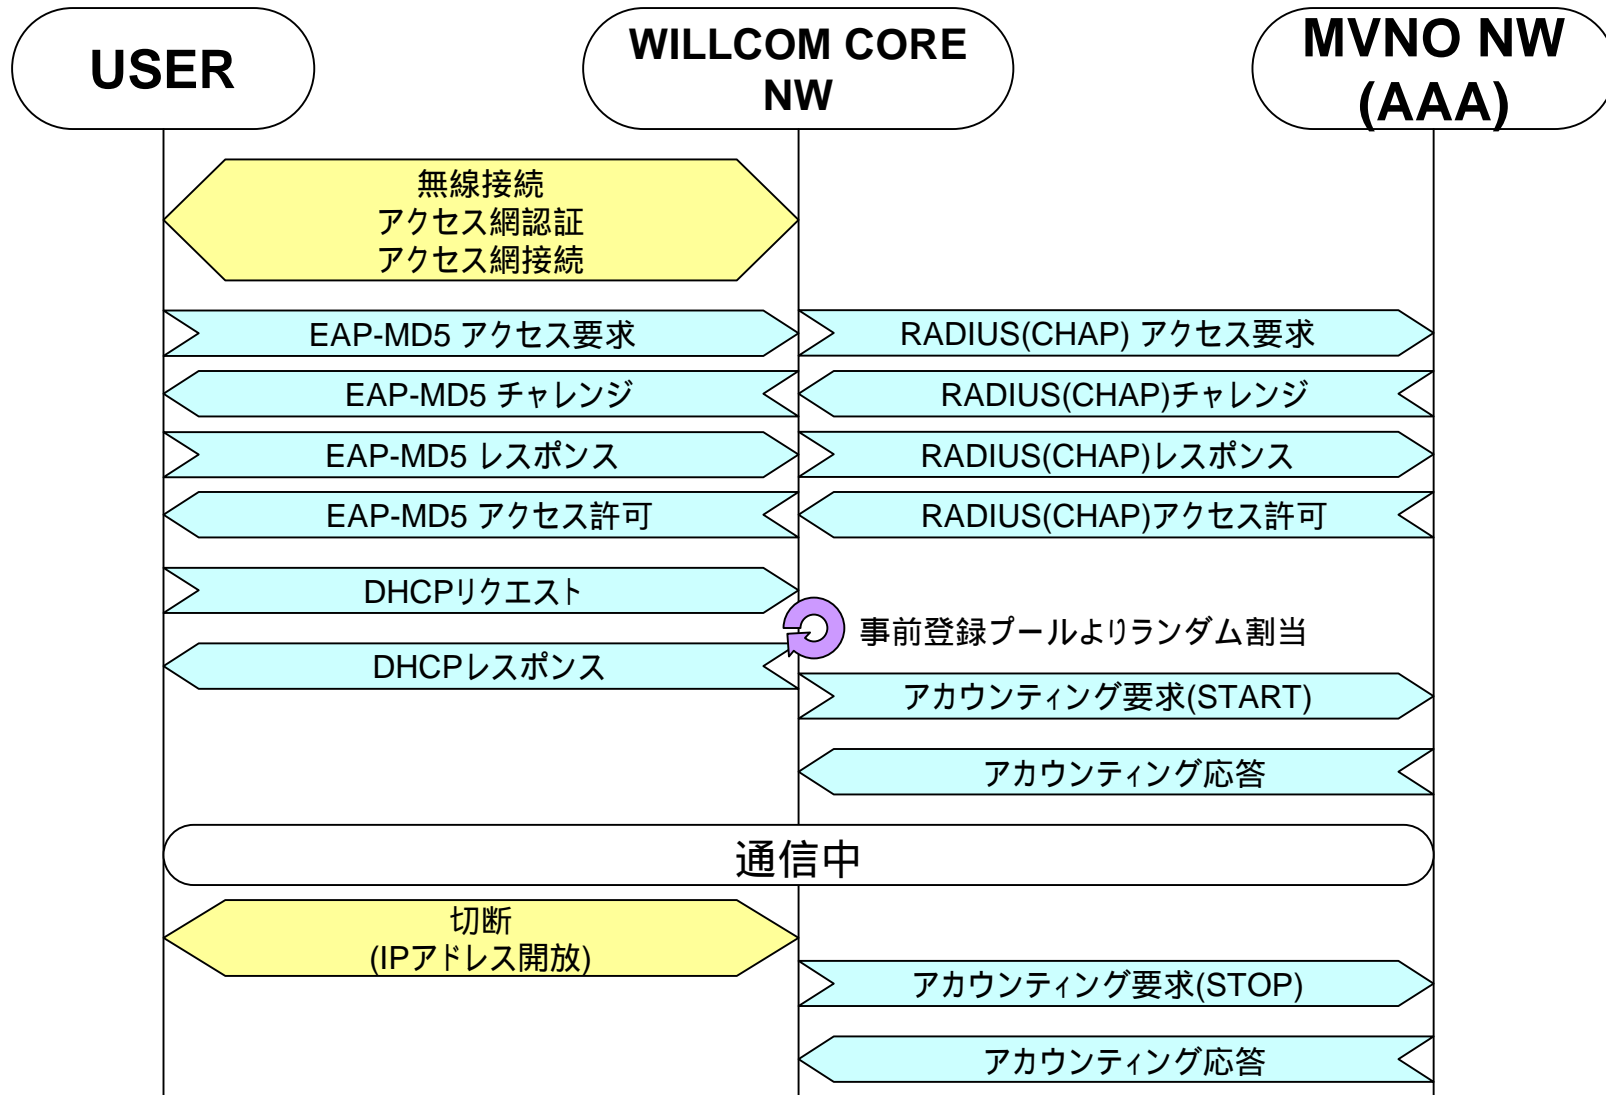 USER
WILLCOM CORE
NW
MVNO NW
(AAA)
無線接続
アクセス網認証
アクセス網接続
EAP-MD5 アクセス要求
RADIUS(CHAP) アクセス要求
EAP-MD5 チャレンジ
RADIUS(CHAP)チャレンジ
EAP-MD5 レスポンス
RADIUS(CHAP)レスポンス
EAP-MD5 アクセス許可
RADIUS(CHAP)アクセス許可
DHCPリクエスト
事前登録プールよりランダム割当
DHCPレスポンス
アカウンティング要求(START)
アカウンティング応答
通信中
切断
(IPアドレス開放)
アカウンティング要求(STOP)
アカウンティング応答